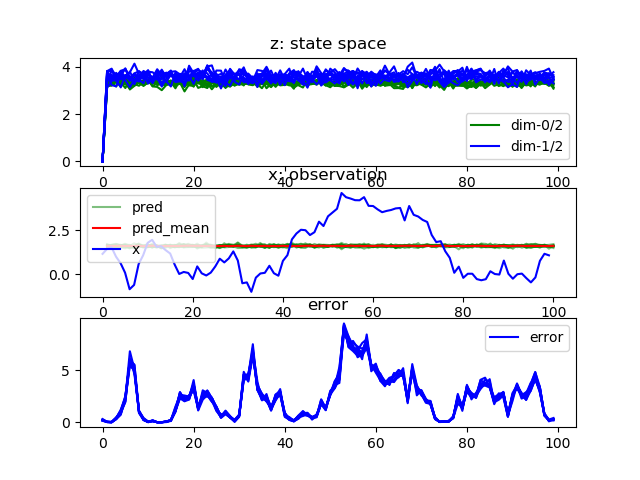 z: state space
4
2
0
dim-0/2
dim-1/2
0 20 40 60 80 100
x: observation
2.5
0.0
pred
pred_mean
x
0 20 40 60 80 100
error
5
0
error
0 20 40 60 80 100